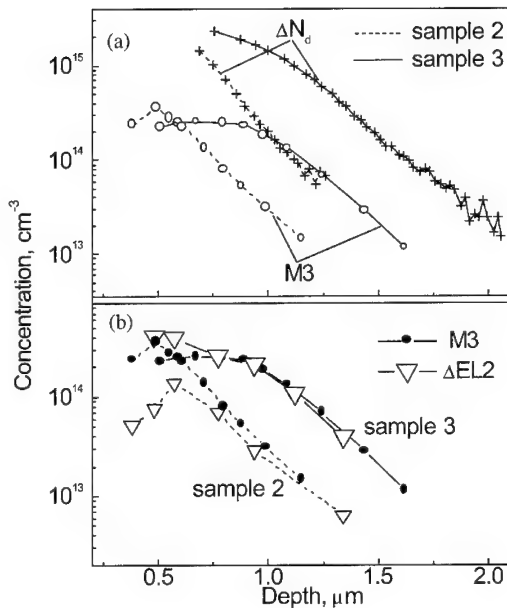 (a)
ΔN_d
sample 2
sample 3
10^15
10^14
10^13
M3
Concentration, cm^-3
(b)
M3
ΔEL2
10^14
sample 3
10^13
sample 2
0.5 1.0 1.5 2.0
Depth, μm